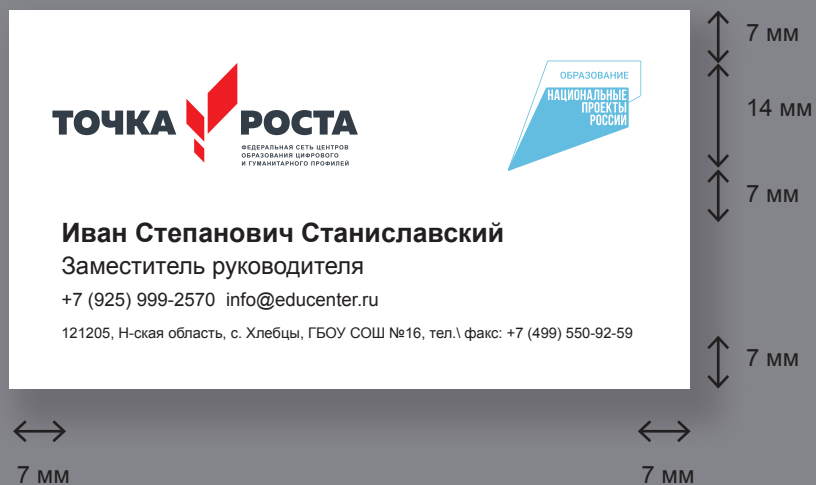 ТОЧКА РОСТА
ФЕДЕРАЛЬНАЯ СЕТЬ ЦЕНТРОВ
ОБРАЗОВАНИЯ ЦИФРОВОГО
И ГУМАНИТАРНОГО ПРОФИЛЕЙ
ОБРАЗОВАНИЕ
НАЦИОНАЛЬНЫЕ
ПРОЕКТЫ
РОССИИ
Иван Степанович Станиславский
Заместитель руководителя
+7 (925) 999-2570 info@educenter.ru
121205, Н-ская область, с. Хлебцы, ГБОУ СОШ №16, тел.\ факс: +7 (499) 550-92-59
7 мм
14 мм
7 мм
7 мм
7 мм
7 мм